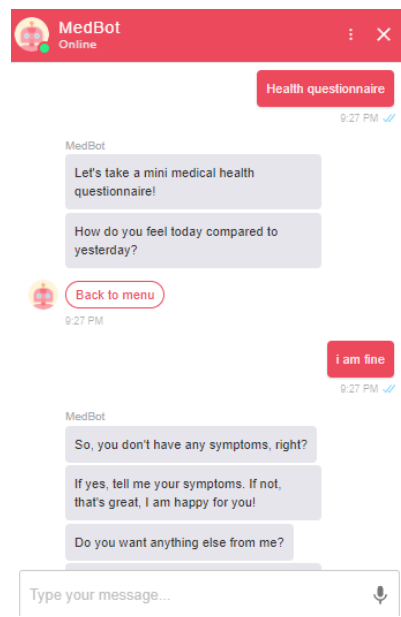 MedBot
Online
Health questionnaire
9:27 PM
MedBot
Let's take a mini medical health
questionnaire!
How do you feel today compared to
yesterday?
Back to menu
9:27 PM
i am fine
9:27 PM
MedBot
So, you don't have any symptoms, right?
If yes, tell me your symptoms. If not,
that's great, I am happy for you!
Do you want anything else from me?
Type your message...